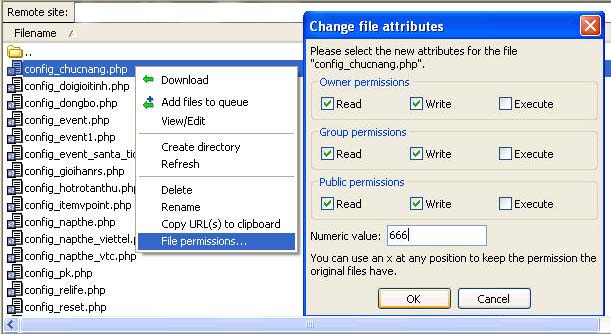 Remote site:
Filename
..
config_chucnang.php
config_doigioitinh.php
config_dongbo.php
config_event.php
config_event1.php
config_event_santa_tic
config_gioihanrs.php
config_hotrotanthu.php
config_itemvpoint.php
config_napthe.php
config_napthe_viettel.php
config_napthe_vtc.php
config_pk.php
config_relife.php
config_reset.php
Download
Add files to queue
View/Edit
Create directory
Refresh
Delete
Rename
Copy URL(s) to clipboard
File permissions...
Change file attributes
Please select the new attributes for the file
"config_chucnang.php".
Owner permissions
Read Write Execute
Group permissions
Read Write Execute
Public permissions
Read Write Execute
Numeric value: 666
You can use an x at any position to keep the permission the
original files have.
OK Cancel